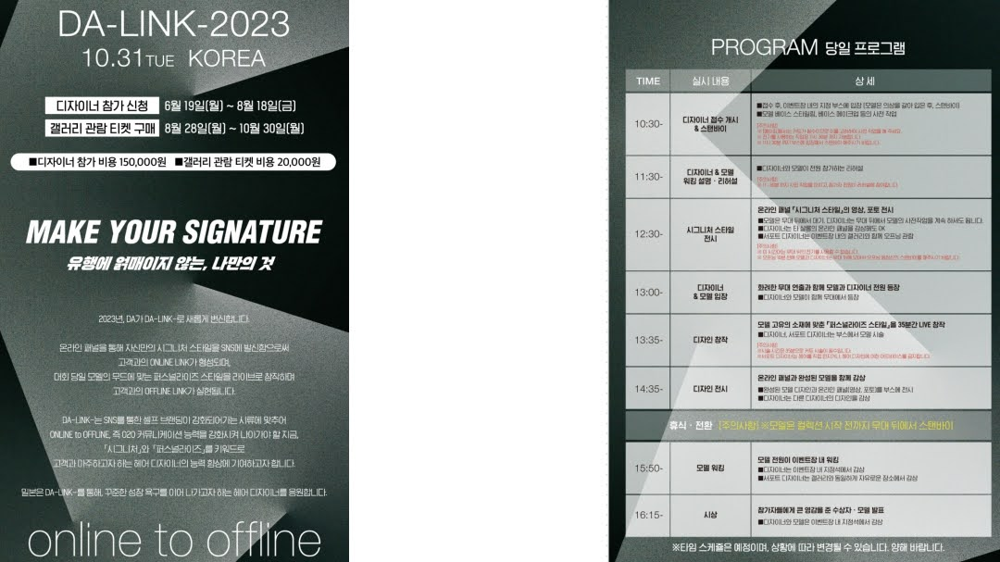 DA-LINK-2023
10.31TUE KOREA
디자이너 참가 신청 6월 19일(월) ~ 8월 18일(금)
갤러리 관람 티켓 구매 8월 28일(월) ~ 10월 30일(월)
■디자이너 참가 비용 150,000원 ■갤러리 관람 티켓 비용 20,000원
MAKE YOUR SIGNATURE
유행에 얽매이지 않는, 나만의 것
2023년, DA가 DA-LINK-로 새롭게 변신합니다.
온라인 패널을 통해 자신만의 시그니처 스타일을 SNS에 발신함으로써
고객과의 ONLINE LINK가 형성되며,
대회 당일 모델의 무드에 맞는 퍼스널라이즈 스타일을 라이브로 창작하며
고객과의 OFFLINE LINK가 실현됩니다.
DA-LINK-는 SNS를 통한 셀프 브랜딩이 강화되어가는 시류에 맞추어
ONLINE to OFFLINE, 즉 O2O 커뮤니케이션 능력을 강화시켜 나아가야 할 지금,
「시그니처」와 「퍼스널라이즈」를 키워드로
고객과 마주하고자 하는 헤어 디자이너의 능력 향상에 기여하고자 합니다.
밀본은 DA-LINK-를 통해, 꾸준한 성장 욕구를 이어 나가고자 하는 헤어 디자이너를 응원합니다.
online to offline
PROGRAM 당일 프로그램
TIME 실시 내용 상 세
10:30- 디자이너 접수 개시
& 스탠바이
■접수 후, 이벤트장 내의 지정 부스에 입장 (모델은 의상을 갈아 입은 후, 스탠바이)
■모델 베이스 스타일링, 베이스 메이크업 등의 사전 작업
[주의사항]
11:30- 디자이너 & 모델
워킹 설명 · 리허설
■디자이너와 모델이 전원 참가하는 리허설
[주의사항]
12:30- 시그니처 스타일
전시
온라인 패널 「시그니처 스타일」의 영상, 포토 전시
■모델은 무대 뒤에서 대기, 디자이너는 무대 뒤에서 모델의 사전작업을 계속 하셔도 됩니다.
■디자이너는 타 살롱의 온라인 패널을 감상해도 OK
■서포트 디자이너는 이벤트장 내의 갤러리와 함께 오프닝 관람
[주의사항]
13:00- 디자이너
& 모델 입장
화려한 무대 연출과 함께 모델과 디자이너 전원 등장
■디자이너와 모델이 함께 무대에서 등장
13:35- 디자인 창작
모델 고유의 소재에 맞춘 「퍼스널라이즈 스타일」을 35분간 LIVE 창작
■디자이너, 서포트 디자이너는 부스에서 모델 시술
[주의사항]
14:35- 디자인 전시
온라인 패널과 완성된 모델을 함께 감상
■완성된 모델 디자인과 온라인 패널(영상, 포토)를 부스에 전시
■디자이너는 다른 디자이너의 디자인을 감상
휴식 · 전환 [주의사항] ※모델은 컬렉션 시작 전까지 무대 뒤에서 스탠바이
15:50- 모델 워킹
모델 전원이 이벤트장 내 워킹
■디자이너는 이벤트장 내 지정석에서 감상
■서포트 디자이너는 갤러리와 동일하게 자유로운 장소에서 감상
16:15- 시상
참가자들에게 큰 영감을 준 수상자 · 모델 발표
■디자이너와 모델은 이벤트장 내 지정석에서 감상
※타임 스케쥴은 예정이며, 상황에 따라 변경될 수 있습니다. 양해 바랍니다.